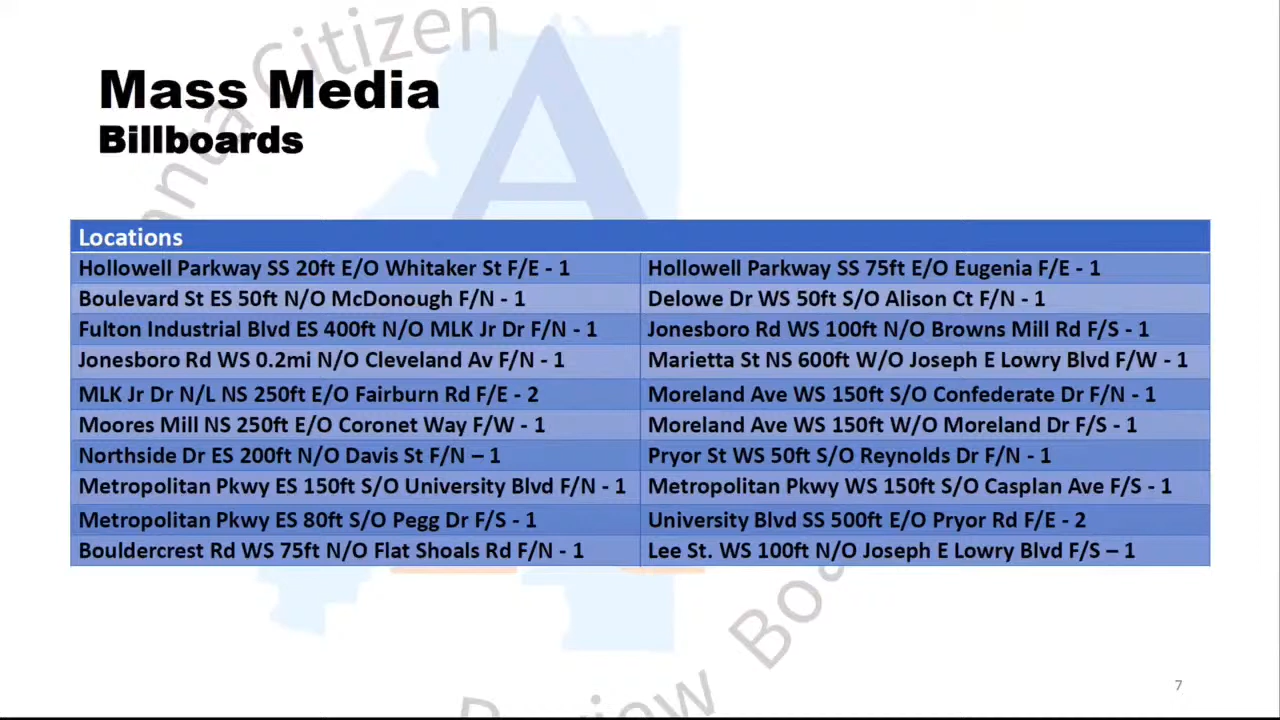 Citizen
Mass Media
Billboards
Locations
Hollowell Parkway SS 20ft E/O Whitaker St F/E - 1
Hollowell Parkway SS 75ft E/O Eugenia F/E - 1
Boulevard St ES 50ft N/O McDonough F/N - 1
Delowe Dr WS 50ft S/O Alison Ct F/N - 1
Fulton Industrial Blvd ES 400ft N/O MLK Jr Dr F/N - 1
Jonesboro Rd WS 100ft N/O Browns Mill Rd F/S - 1
Jonesboro Rd WS 0.2mi N/O Cleveland Av F/N - 1
Marietta St NS 600ft W/O Joseph E Lowry Blvd F/W - 1
MLK Jr Dr N/L NS 250ft E/O Fairburn Rd F/E - 2
Moreland Ave WS 150ft S/O Confederate Dr F/N - 1
Moores Mill NS 250ft E/O Coronet Way F/W - 1
Moreland Ave WS 150ft W/O Moreland Dr F/S - 1
Northside Dr ES 200ft N/O Davis St F/N – 1
Pryor St WS 50ft S/O Reynolds Dr F/N - 1
Metropolitan Pkwy ES 150ft S/O University Blvd F/N - 1
Metropolitan Pkwy WS 150ft S/O Casplan Ave F/S - 1
Metropolitan Pkwy ES 80ft S/O Pegg Dr F/S - 1
University Blvd SS 500ft E/O Pryor Rd F/E - 2
Bouldercrest Rd WS 75ft N/O Flat Shoals Rd F/N - 1
Lee St. WS 100ft N/O Joseph E Lowry Blvd F/S – 1
7